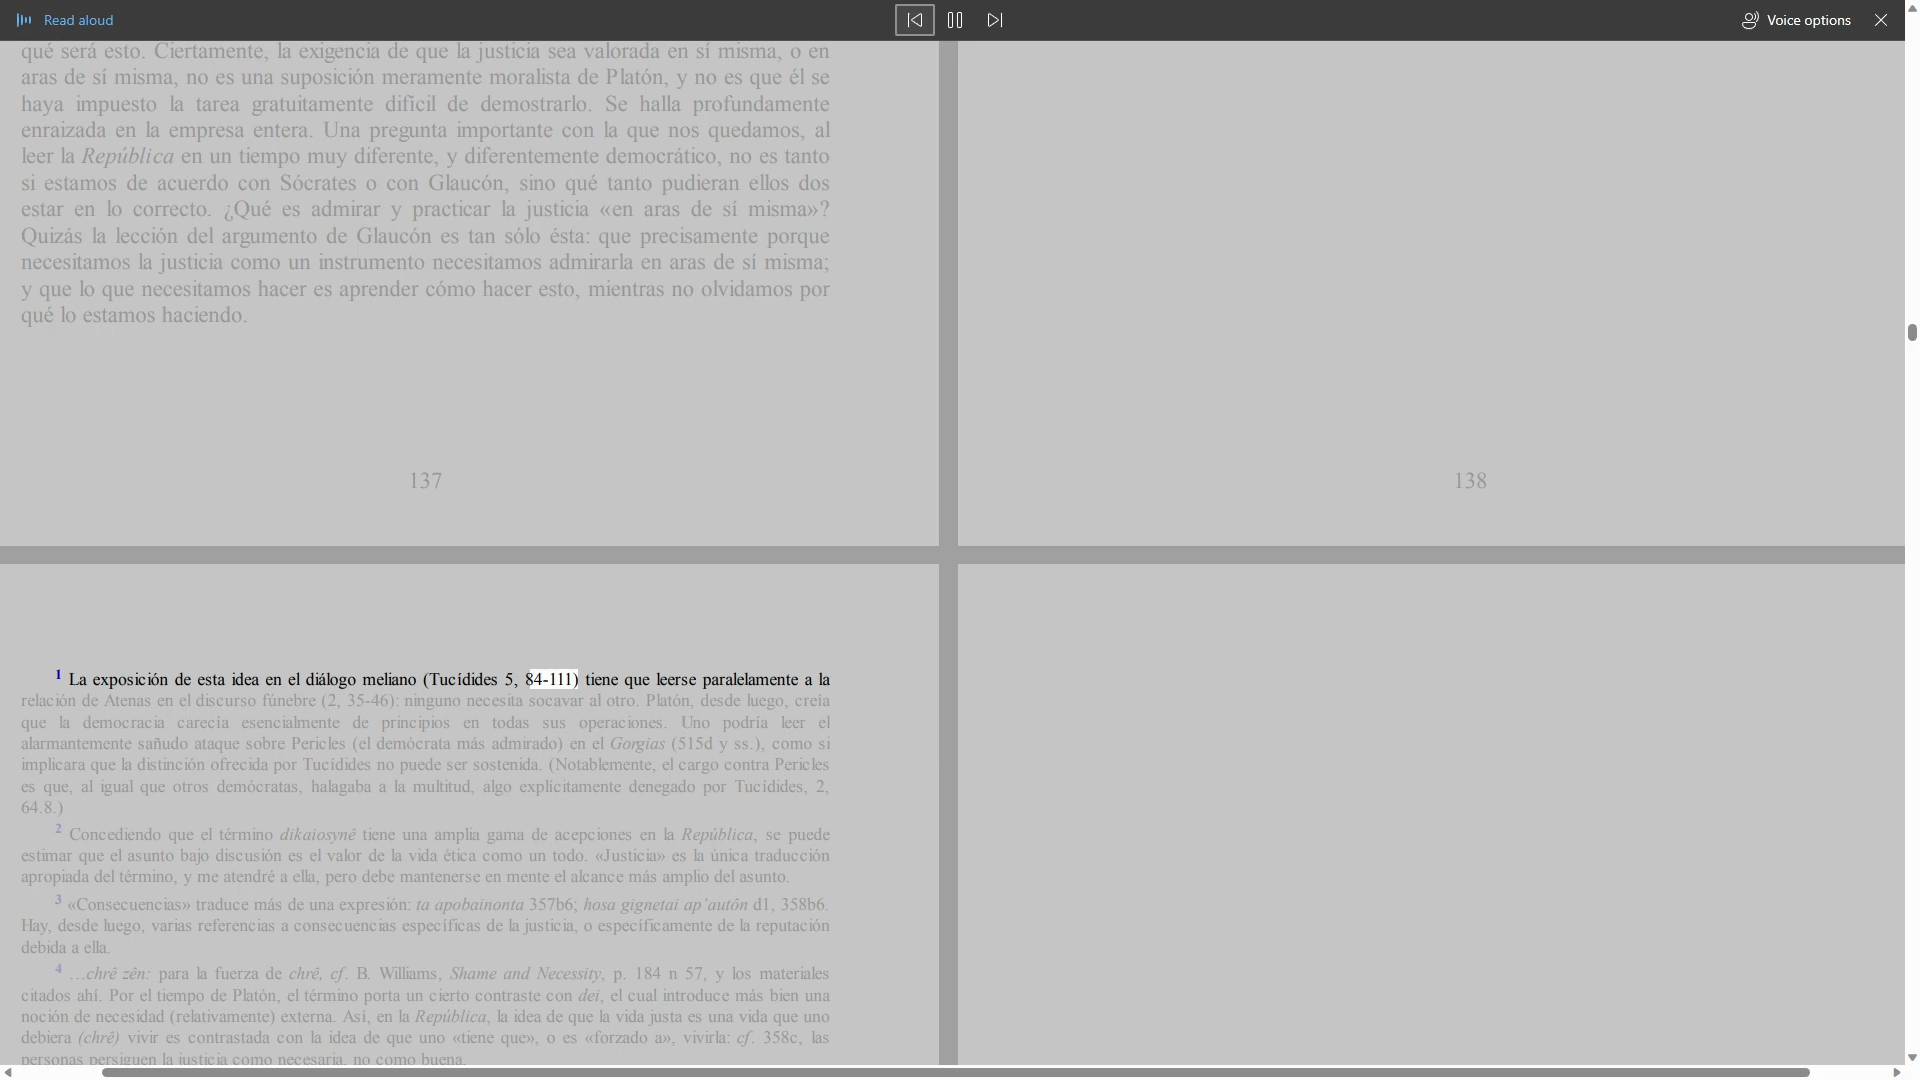 Read aloud
Voice options
qué será esto. Ciertamente, la exigencia de que la justicia sea valorada en sí misma, o en
aras de sí misma, no es una suposición meramente moralista de Platón, y no es que él se
haya impuesto la tarea gratuitamente difícil de demostrarlo. Se halla profundamente
enraizada en la empresa entera. Una pregunta importante con la que nos quedamos, al
leer la República en un tiempo muy diferente, y diferentemente democrático, no es tanto
si estamos de acuerdo con Sócrates o con Glaucón, sino qué tanto pudieran ellos dos
estar en lo correcto. ¿Qué es admirar y practicar la justicia «en aras de sí misma»?
Quizás la lección del argumento de Glaucón es tan sólo ésta: que precisamente porque
necesitamos la justicia como un instrumento necesitamos admirarla en aras de sí misma;
y que lo que necesitamos hacer es aprender cómo hacer esto, mientras no olvidamos por
qué lo estamos haciendo.
137
138
1 La exposición de esta idea en el diálogo meliano (Tucídides 5, 84-111) tiene que leerse paralelamente a la
relación de Atenas en el discurso fúnebre (2, 35-46): ninguno necesita socavar al otro. Platón, desde luego, creía
que la democracia carecía esencialmente de principios en todas sus operaciones. Uno podría leer el
alarmantemente sañudo ataque sobre Pericles (el demócrata más admirado) en el Gorgias (515d y ss.), como si
implicara que la distinción ofrecida por Tucídides no puede ser sostenida. (Notablemente, el cargo contra Pericles
es que, al igual que otros demócratas, halagaba a la multitud, algo explícitamente denegado por Tucídides, 2,
64.8.)
2 Concediendo que el término dikaiosynê tiene una amplia gama de acepciones en la República, se puede
estimar que el asunto bajo discusión es el valor de la vida ética como un todo. «Justicia» es la única traducción
apropiada del término, y me atendré a ella, pero debe mantenerse en mente el alcance más amplio del asunto.
3 «Consecuencias» traduce más de una expresión: ta apobainonta 357b6; hosa gignetai ap'autôn d1, 358b6.
Hay, desde luego, varias referencias a consecuencias específicas de la justicia, o específicamente de la reputación
debida a ella.
4 …chrê zên: para la fuerza de chrê, cf. B. Williams, Shame and Necessity, p. 184 n 57, y los materiales
citados ahí. Por el tiempo de Platón, el término porta un cierto contraste con dei, el cual introduce más bien una
noción de necesidad (relativamente) externa. Así, en la República, la idea de que la vida justa es una vida que uno
debiera (chrê) vivir es contrastada con la idea de que uno «tiene que», o es «forzado a», vivirla: cf. 358c, las
personas persiguen la justicia como necesaria, no como buena.